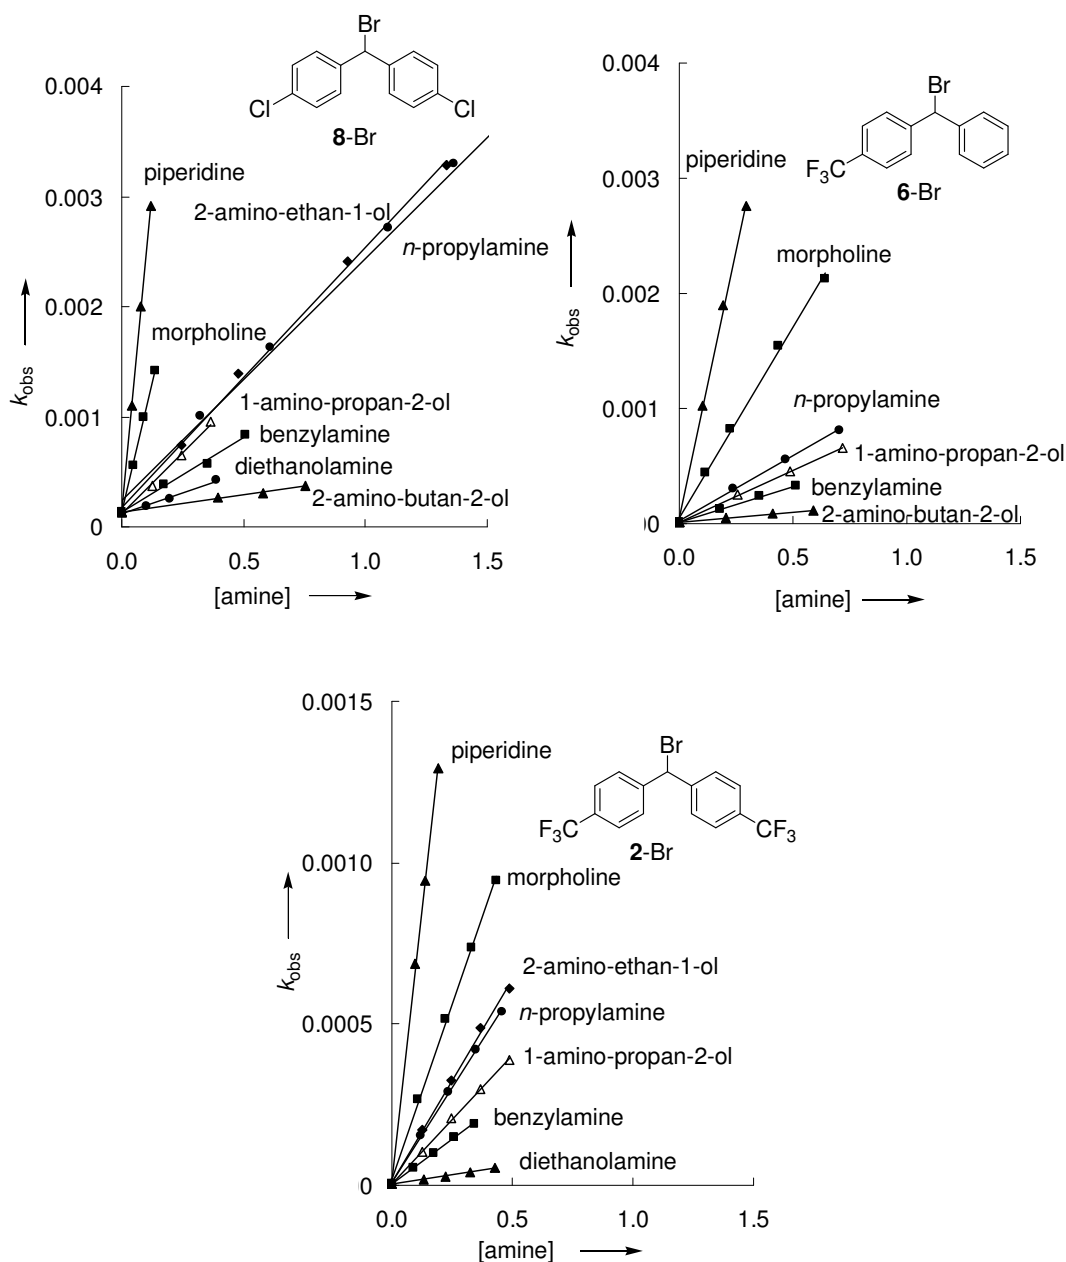 Br
Cl
Cl
8-Br
0.004
0.003
0.002
0.001
0
kobs
piperidine
2-amino-ethan-1-ol
n-propylamine
morpholine
1-amino-propan-2-ol
benzylamine
diethanolamine
2-amino-butan-2-ol
0.0
0.5
1.0
1.5
[amine]
0.004
0.003
0.002
0.001
00
kobs
Br
F3C
6-Br
piperidine
morpholine
n-propylamine
1-amino-propan-2-ol
benzylamine
2-amino-butan-2-ol
0.0
0.5
1.0
1.5
[amine]
0.0015
0.0010
0.0005
0
kobs
piperidine
Br
F3C
CF3
2-Br
morpholine
2-amino-ethan-1-ol
n-propylamine
1-amino-propan-2-ol
benzylamine
diethanolamine
0.0
0.5
1.0
1.5
[amine]